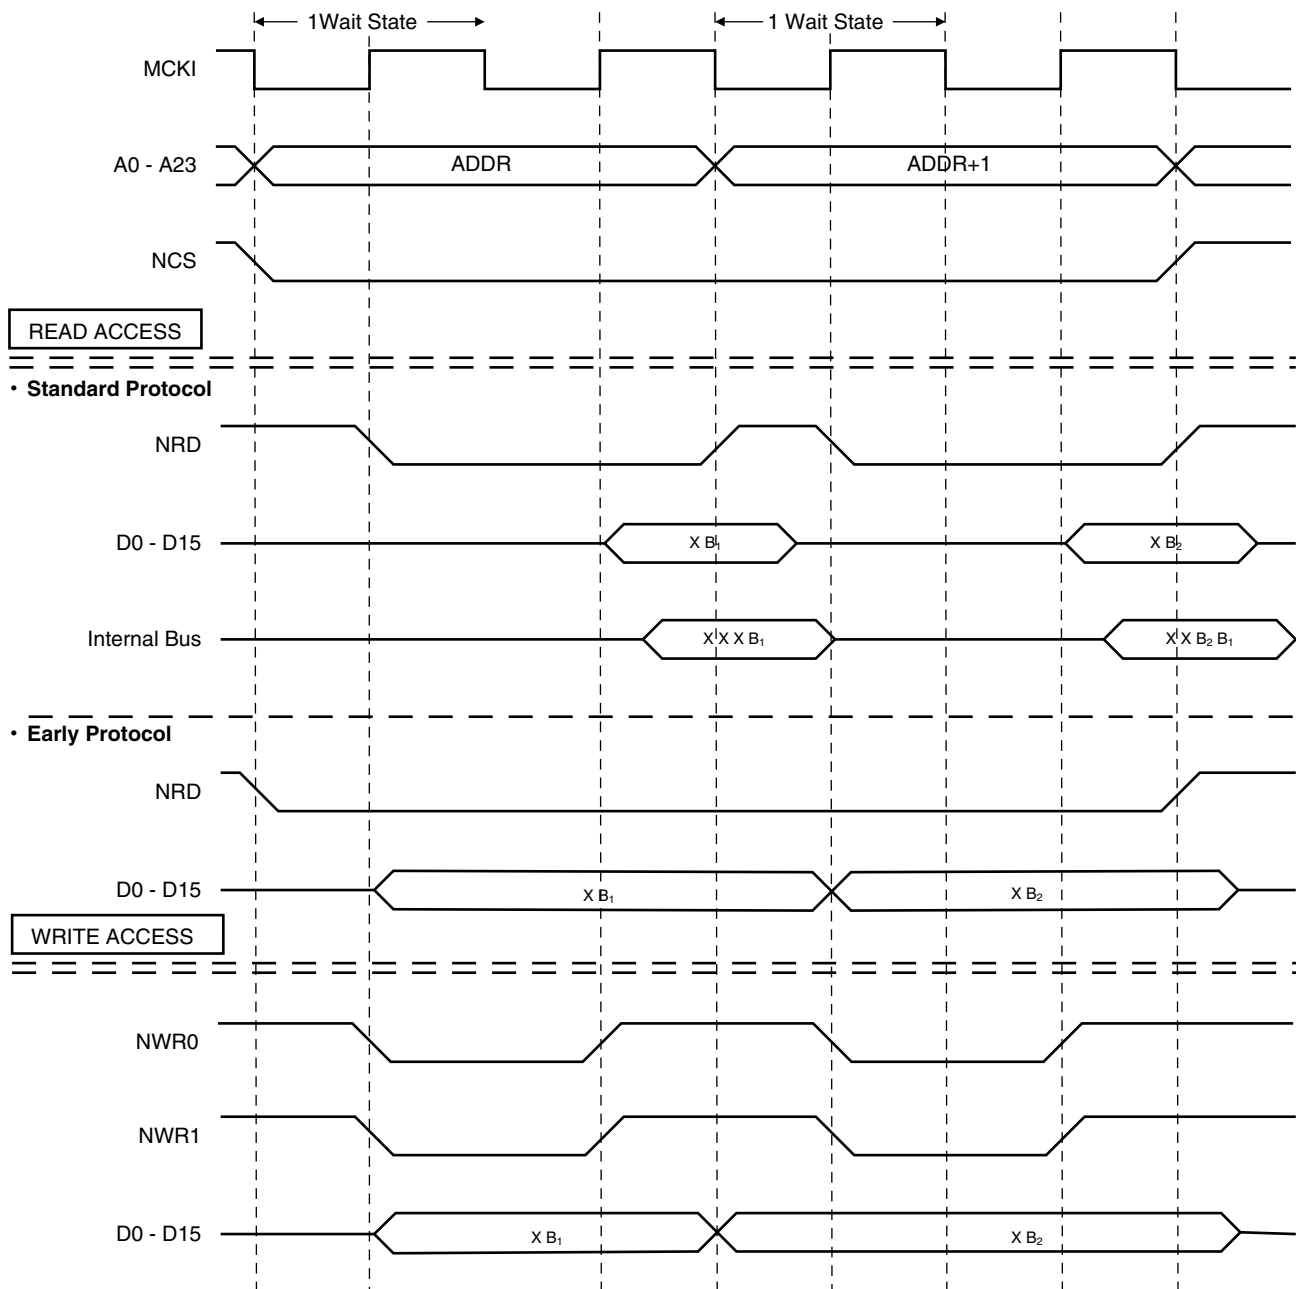 1Wait State 1 Wait State
MCKI
A0 - A23 ADDR ADDR+1
NCS
READ ACCESS
• Standard Protocol
NRD
D0 - D15 X B₁ X B₂
Internal Bus X X X B₁ X X B₂ B₁
• Early Protocol
NRD
D0 - D15 X B₁ X B₂
WRITE ACCESS
NWR0
NWR1
D0 - D15 X B₁ X B₂